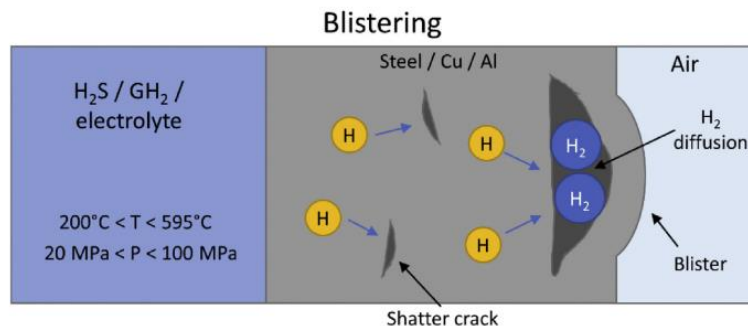 Blistering
H₂S / GH₂ /
electrolyte
200°C < T < 595°C
20 MPa < P < 100 MPa
Steel / Cu / Al
H
H
H
H
H₂
H₂
Shatter crack
Air
H₂
diffusion
Blister